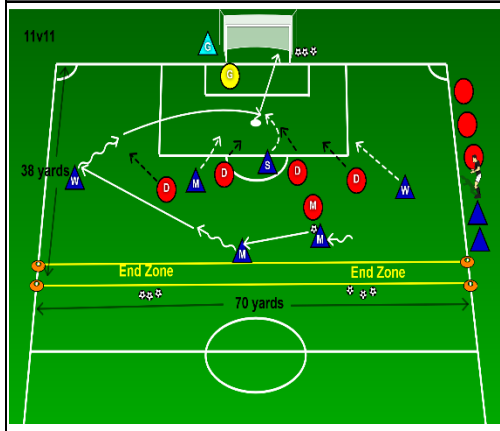 11v11
G
G
38 yards
S
W
D
M
D
D
D
W
M
M
M
End Zone End Zone
70 yards